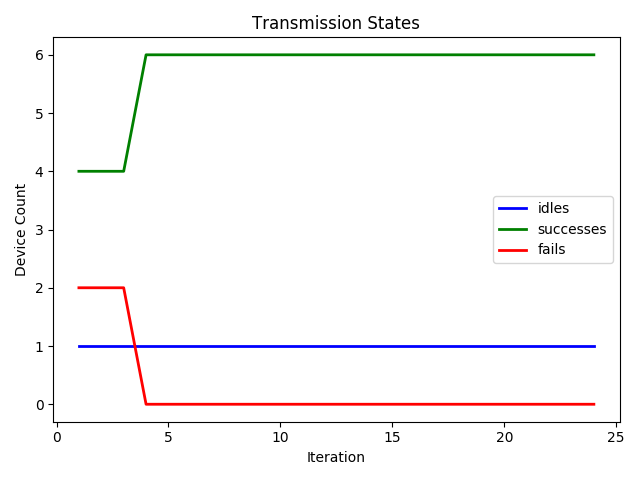 Transmission States
6
5
4
3
2
1
0
Device Count
idles
successes
fails
0 5 10 15 20 25
Iteration